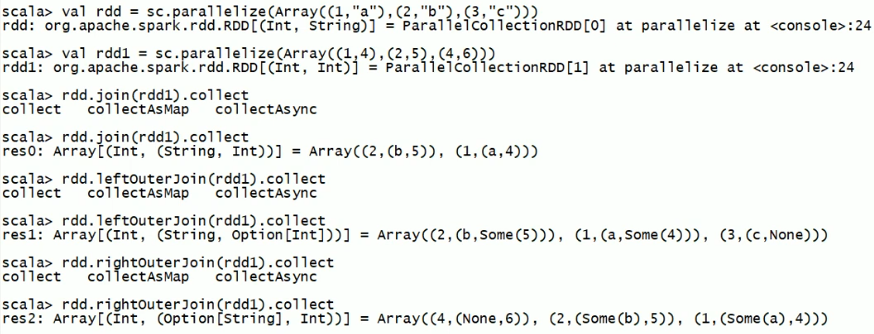 scala> val rdd = sc.parallelize(Array((1,"a"),(2,"b"),(3,"c")))
rdd: org.apache.spark.rdd.RDD[(Int, String)] = ParallelCollectionRDD[0] at parallelize at <console>:24
scala> val rdd1 = sc.parallelize(Array((1,4),(2,5),(4,6)))
rdd1: org.apache.spark.rdd.RDD[(Int, Int)] = ParallelCollectionRDD[1] at parallelize at <console>:24
scala> rdd.join(rdd1).collect
collect   collectAsMap   collectAsync
scala> rdd.join(rdd1).collect
res0: Array[(Int, (String, Int))] = Array((2,(b,5)), (1,(a,4)))
scala> rdd.leftOuterJoin(rdd1).collect
collect   collectAsMap   collectAsync
scala> rdd.leftOuterJoin(rdd1).collect
res1: Array[(Int, (String, Option[Int]))] = Array((2,(b,Some(5))), (1,(a,Some(4))), (3,(c,None)))
scala> rdd.rightOuterJoin(rdd1).collect
collect   collectAsMap   collectAsync
scala> rdd.rightOuterJoin(rdd1).collect
res2: Array[(Int, (Option[String], Int))] = Array((4,(None,6)), (2,(Some(b),5)), (1,(Some(a),4)))